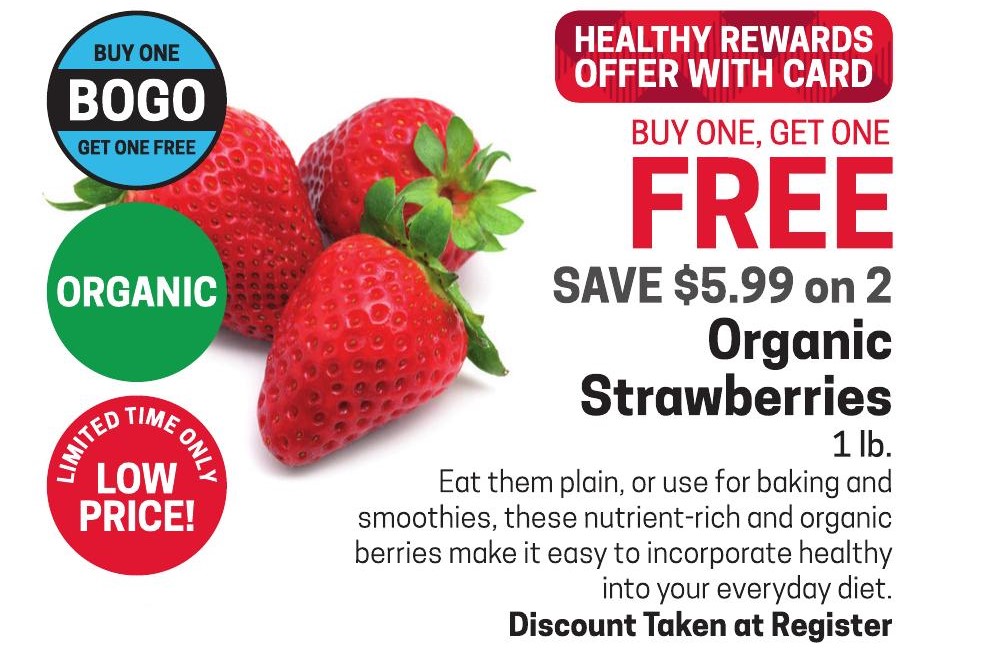 BUY ONE
BOGO
GET ONE FREE
ORGANIC
LIMITED TIME ONLY
LOW
PRICE!
HEALTHY REWARDS
OFFER WITH CARD
BUY ONE, GET ONE
FREE
SAVE $5.99 on 2
Organic
Strawberries
1 lb.
Eat them plain, or use for baking and
smoothies, these nutrient-rich and organic
berries make it easy to incorporate healthy
into your everyday diet.
Discount Taken at Register